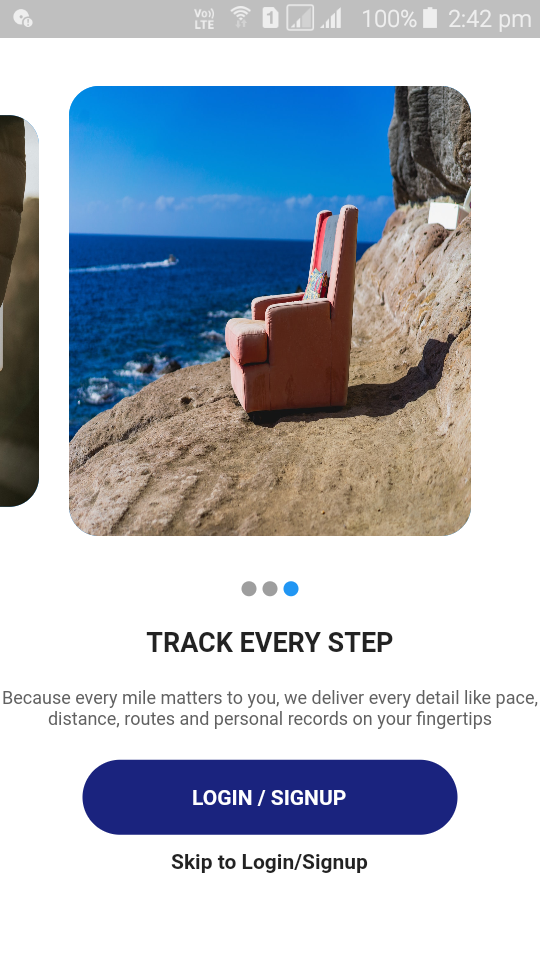 Vo))
LTE
1
100%
2:42 pm
TRACK EVERY STEP
Because every mile matters to you, we deliver every detail like pace,
distance, routes and personal records on your fingertips
LOGIN / SIGNUP
Skip to Login/Signup